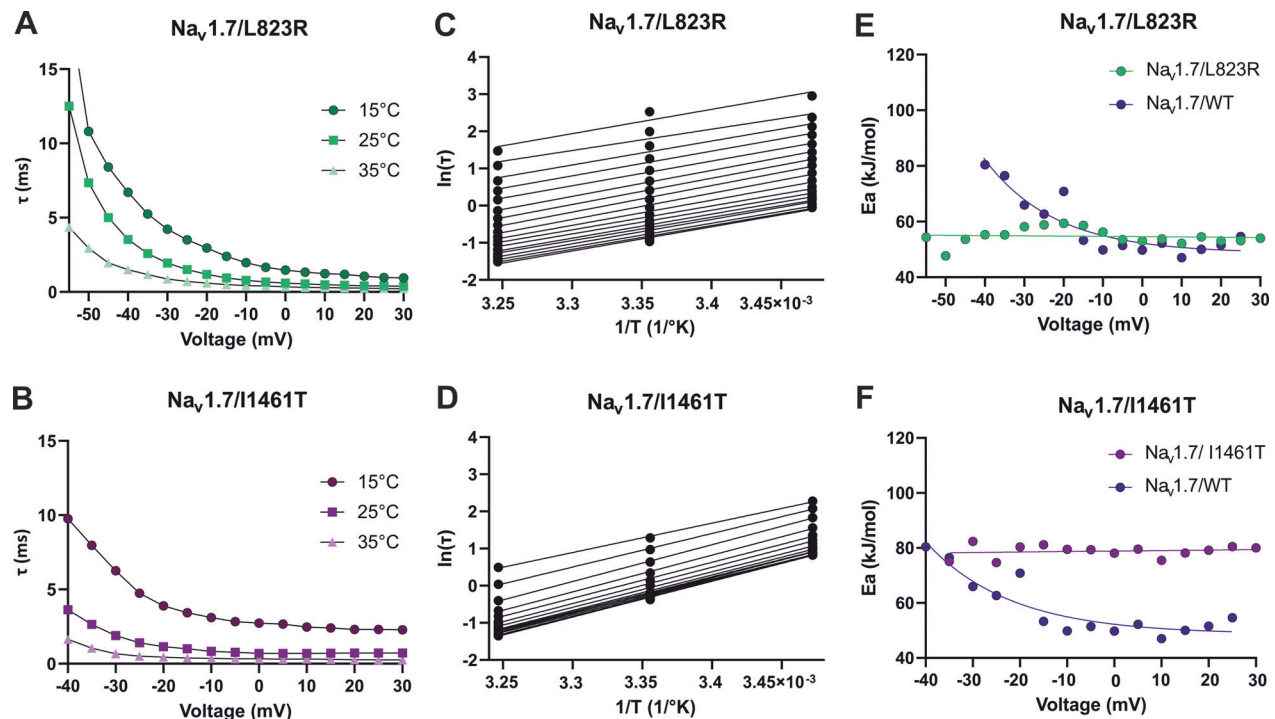 A
Naᵥ1.7/L823R
τ (ms)
15
10
5
0
15°C
25°C
35°C
-50 -40 -30 -20 -10 0 10 20 30
Voltage (mV)
C
Naᵥ1.7/L823R
ln(τ)
4
3
2
1
0
-1
-2
3.25 3.3 3.35 3.4 3.45×10⁻³
1/T (1/°K)
E
Naᵥ1.7/L823R
Ea (kJ/mol)
120
100
80
60
40
Naᵥ1.7/L823R
Naᵥ1.7/WT
-50 -40 -30 -20 -10 0 10 20 30
Voltage (mV)
B
Naᵥ1.7/I1461T
τ (ms)
15
10
5
0
15°C
25°C
35°C
-40 -30 -20 -10 0 10 20 30
Voltage (mV)
D
Naᵥ1.7/I1461T
ln(τ)
4
3
2
1
0
-1
-2
3.25 3.3 3.35 3.4 3.45×10⁻³
1/T (1/°K)
F
Naᵥ1.7/I1461T
Ea (kJ/mol)
120
100
80
60
40
Naᵥ1.7/ I1461T
Naᵥ1.7/WT
-40 -30 -20 -10 0 10 20 30
Voltage (mV)